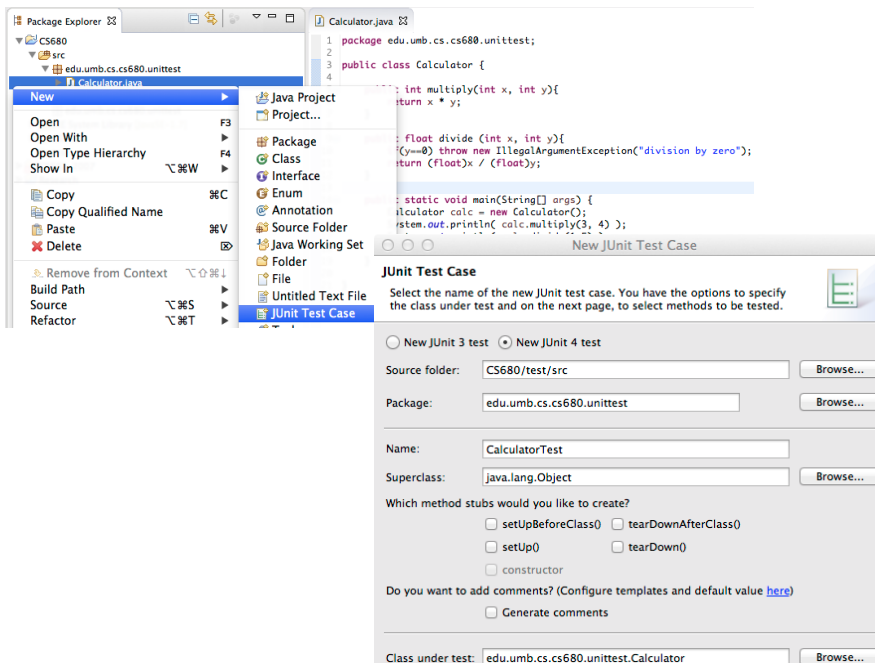 Package Explorer
CS680
src
edu.umb.cs.cs680.unittest
Calculator.java
New
Open F3
Open With
Open Type Hierarchy F4
Show In ⌥⌘W
Copy ⌘C
Copy Qualified Name
Paste ⌘V
Delete ⌦
Remove from Context ⌥⇧⌘↓
Build Path
Source ⌥⌘S
Refactor ⌥⌘T
Java Project
Project...
Package
Class
Interface
Enum
Annotation
Source Folder
Java Working Set
Folder
File
Untitled Text File
JUnit Test Case
Calculator.java
1 package edu.umb.cs.cs680.unittest;
2
3 public class Calculator {
4
int multiply(int x, int y){
return x * y;
float divide (int x, int y){
(y==0) throw new IllegalArgumentException("division by zero");
return (float)x / (float)y;
static void main(String[] args) {
Calculator calc = new Calculator();
System.out.println( calc.multiply(3, 4) );
New JUnit Test Case
JUnit Test Case
Select the name of the new JUnit test case. You have the options to specify
the class under test and on the next page, to select methods to be tested.
New JUnit 3 test New JUnit 4 test
Source folder: CS680/test/src Browse...
Package: edu.umb.cs.cs680.unittest Browse...
Name: CalculatorTest
Superclass: java.lang.Object Browse...
Which method stubs would you like to create?
setUpBeforeClass() tearDownAfterClass()
setUp() tearDown()
constructor
Do you want to add comments? (Configure templates and default value here)
Generate comments
Class under test: edu.umb.cs.cs680.unittest.Calculator Browse...